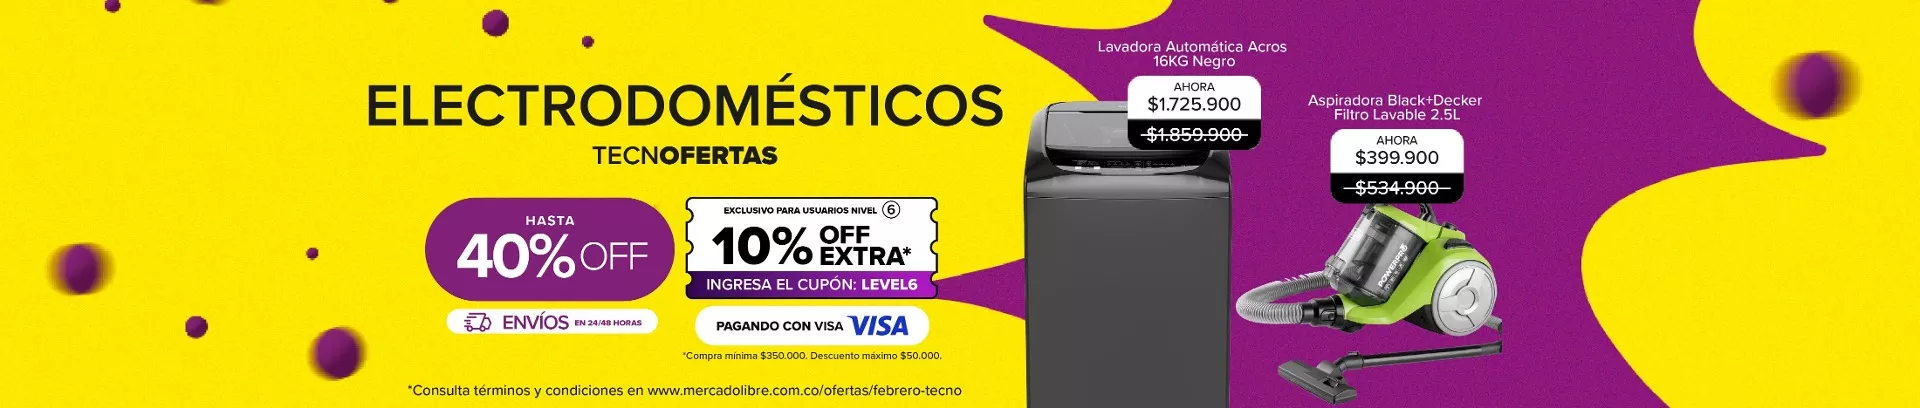 ELECTRODOMÉSTICOS
TECNOFERTAS
HASTA
40% OFF
ENVÍOS EN 24/48 HORAS
EXCLUSIVO PARA USUARIOS NIVEL 6
10% OFF EXTRA*
INGRESA EL CUPÓN: LEVEL6
PAGANDO CON VISA VISA
*Compra mínima $350.000. Descuento máximo $50.000.
*Consulta términos y condiciones en www.mercadolibre.com.co/ofertas/febrero-tecno
Lavadora Automática Acros
16KG Negro
AHORA
$1.725.900
$1.859.900
Aspiradora Black+Decker
Filtro Lavable 2.5L
AHORA
$399.900
$534.900
POWERPRO